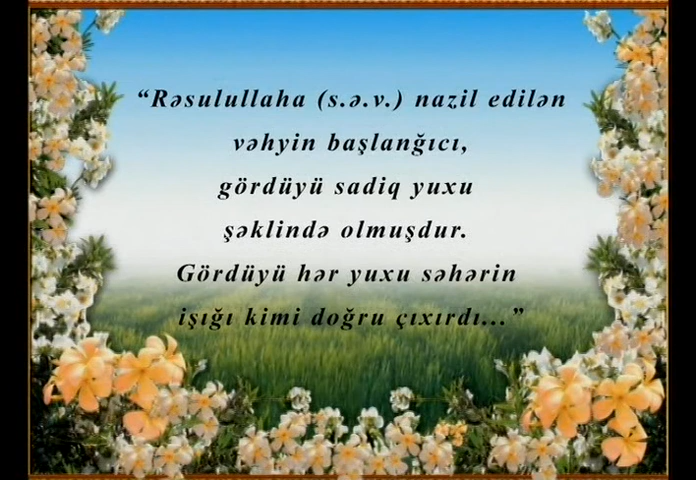 “Rəsulullaha (s.ə.v.) nazil edilən
vəhyin başlanğıcı,
gördüyü sadiq yuxu
şəklində olmuşdur.
Gördüyü hər yuxu səhərin
işığı kimi doğru çıxırdı...”